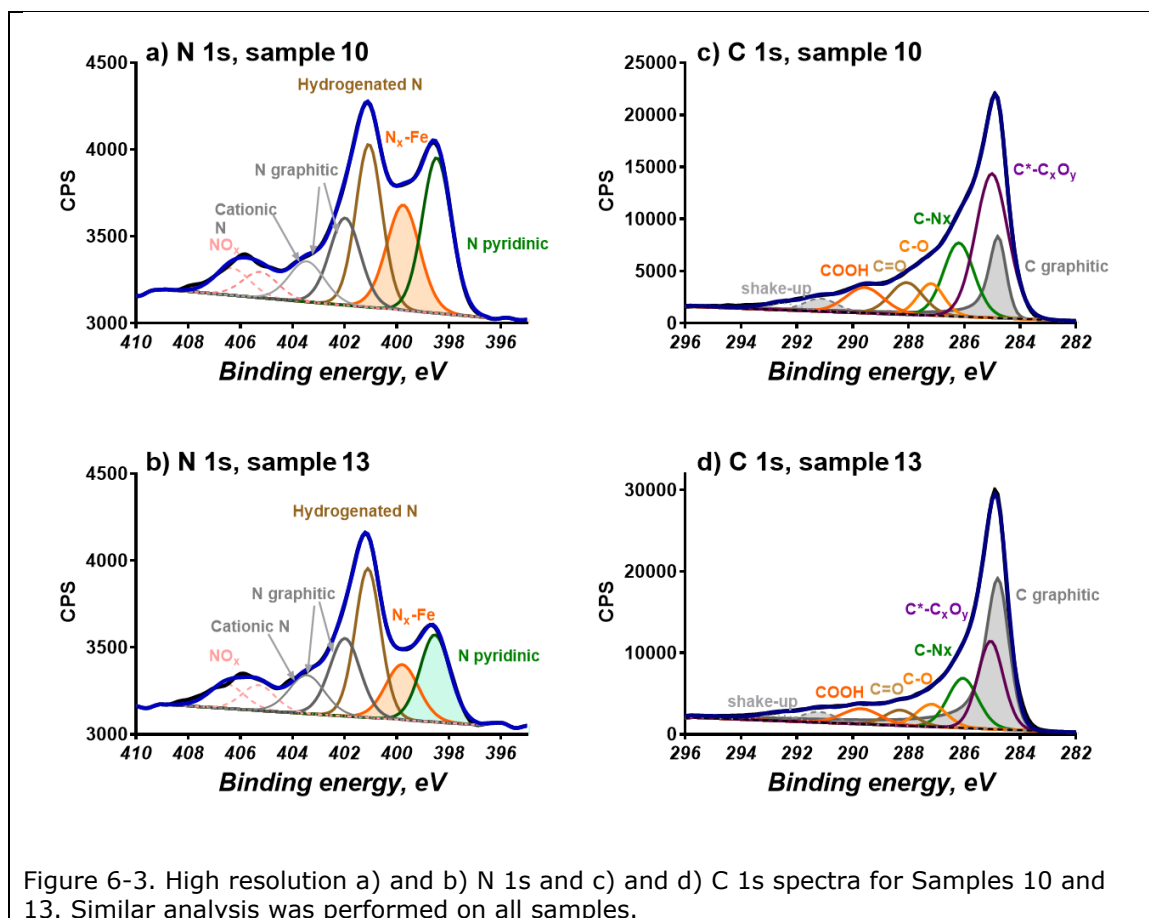 a) N 1s, sample 10
4500
4000
3500
3000
CPS
Hydrogenated N
Nx-Fe
N graphitic
Cationic
N
NOx
N pyridinic
410 408 406 404 402 400 398 396
Binding energy, eV
c) C 1s, sample 10
25000
20000
15000
10000
5000
0
CPS
C*-CxOy
C-Nx
C-O
C=O
COOH
C graphitic
shake-up
296 294 292 290 288 286 284 282
Binding energy, eV
b) N 1s, sample 13
4500
4000
3500
3000
CPS
Hydrogenated N
N graphitic
Nx-Fe
Cationic N
NOx
N pyridinic
410 408 406 404 402 400 398 396
Binding energy, eV
d) C 1s, sample 13
30000
20000
10000
0
CPS
C graphitic
C*-CxOy
C-Nx
C-O
C=O
COOH
shake-up
296 294 292 290 288 286 284 282
Binding energy, eV
Figure 6-3. High resolution a) and b) N 1s and c) and d) C 1s spectra for Samples 10 and
13. Similar analysis was performed on all samples.